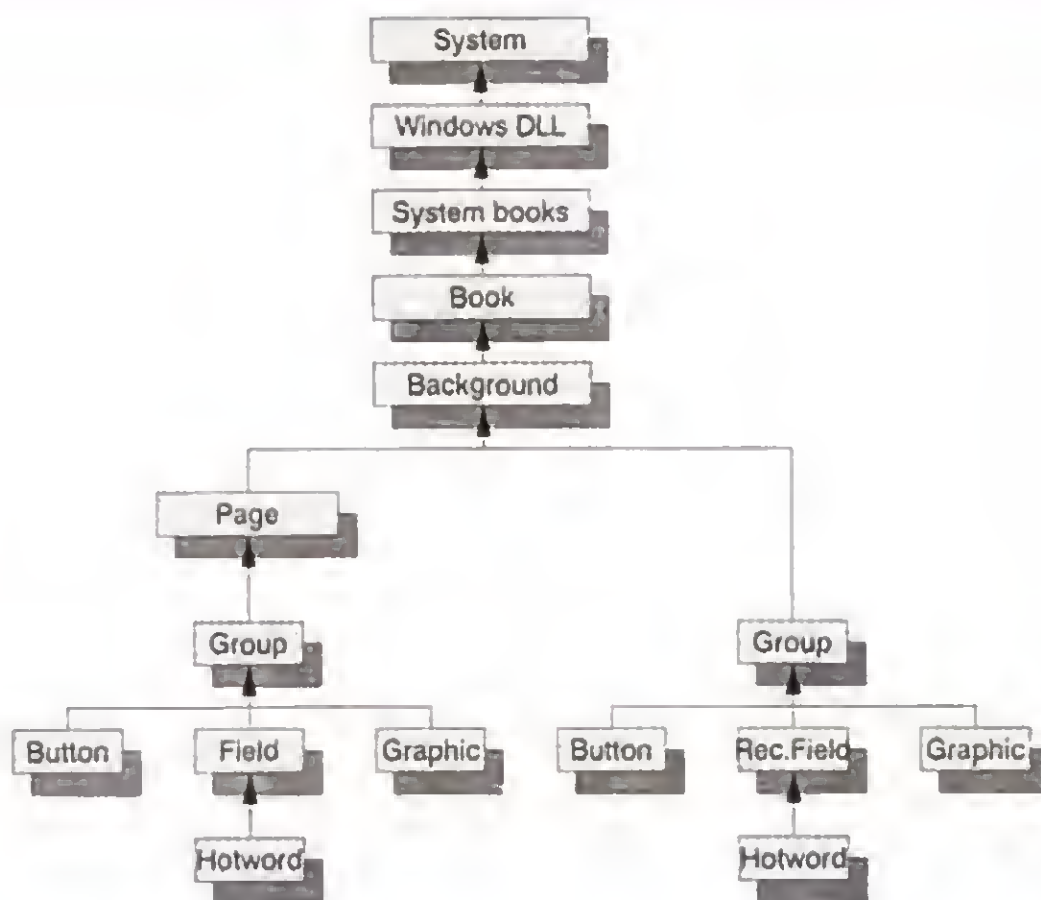 System
Windows DLL
System books
Book
Background
Page
Group Group
Button Field Graphic Button Rec.Field Graphic
Hotword Hotword